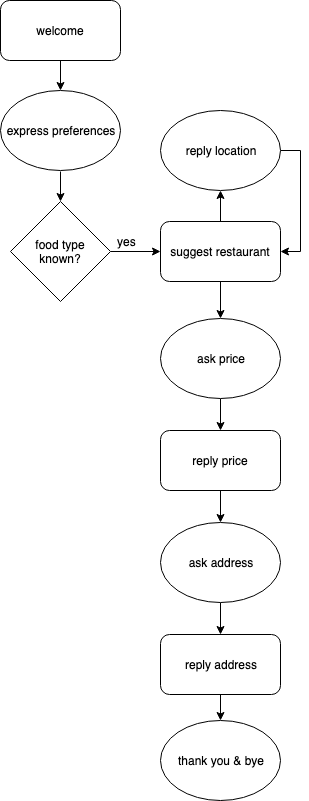 welcome
express preferences
food type
known?
yes
reply location
suggest restaurant
ask price
reply price
ask address
reply address
thank you & bye